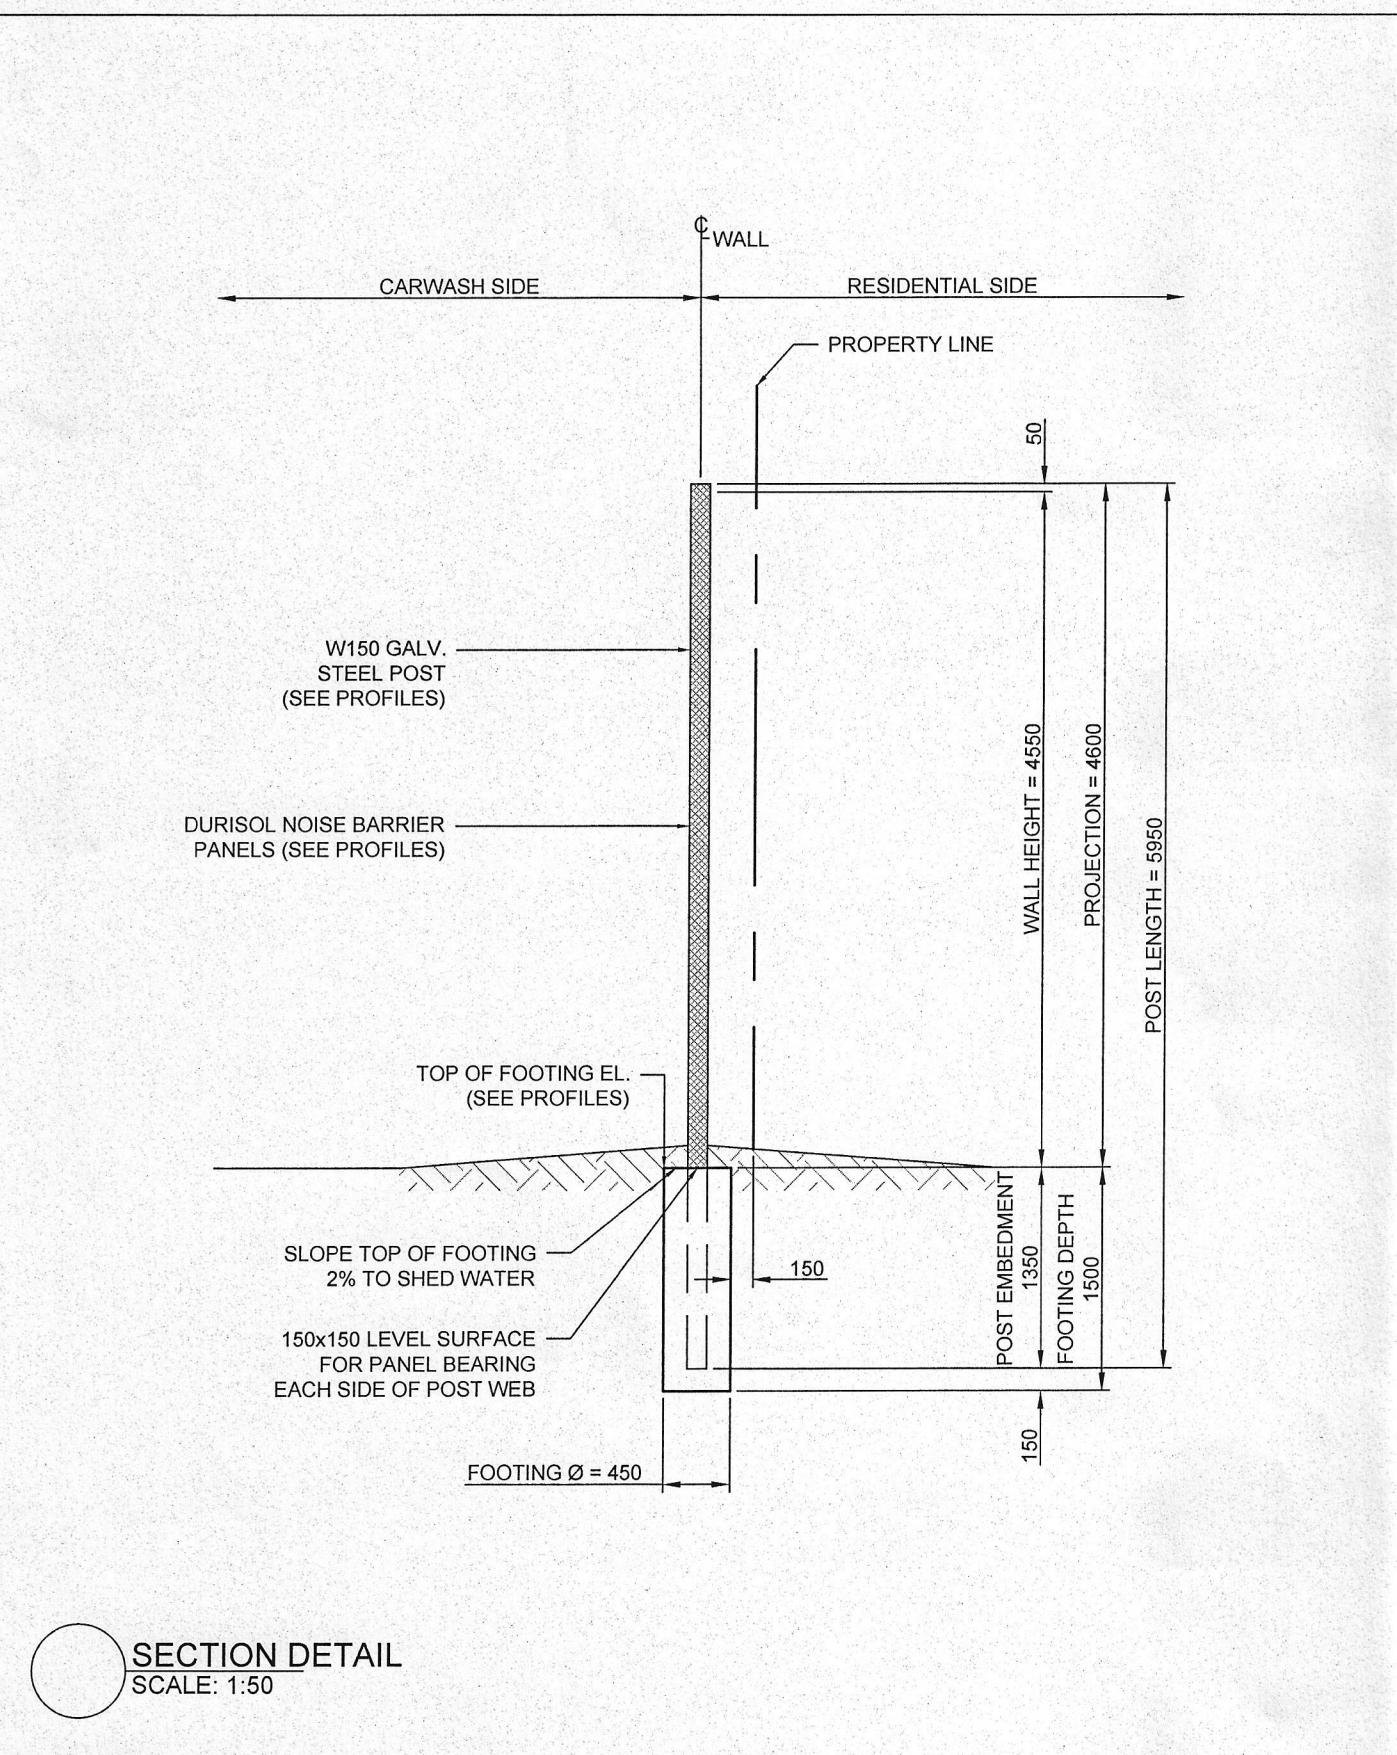 ℄ WALL
CARWASH SIDE
RESIDENTIAL SIDE
PROPERTY LINE
50
W150 GALV.
STEEL POST
(SEE PROFILES)
WALL HEIGHT = 4550
PROJECTION = 4600
POST LENGTH = 5950
DURISOL NOISE BARRIER
PANELS (SEE PROFILES)
TOP OF FOOTING EL.
(SEE PROFILES)
SLOPE TOP OF FOOTING
2% TO SHED WATER
150
POST EMBEDMENT
1350
FOOTING DEPTH
1500
150x150 LEVEL SURFACE
FOR PANEL BEARING
EACH SIDE OF POST WEB
150
FOOTING Ø = 450
SECTION DETAIL
SCALE: 1:50